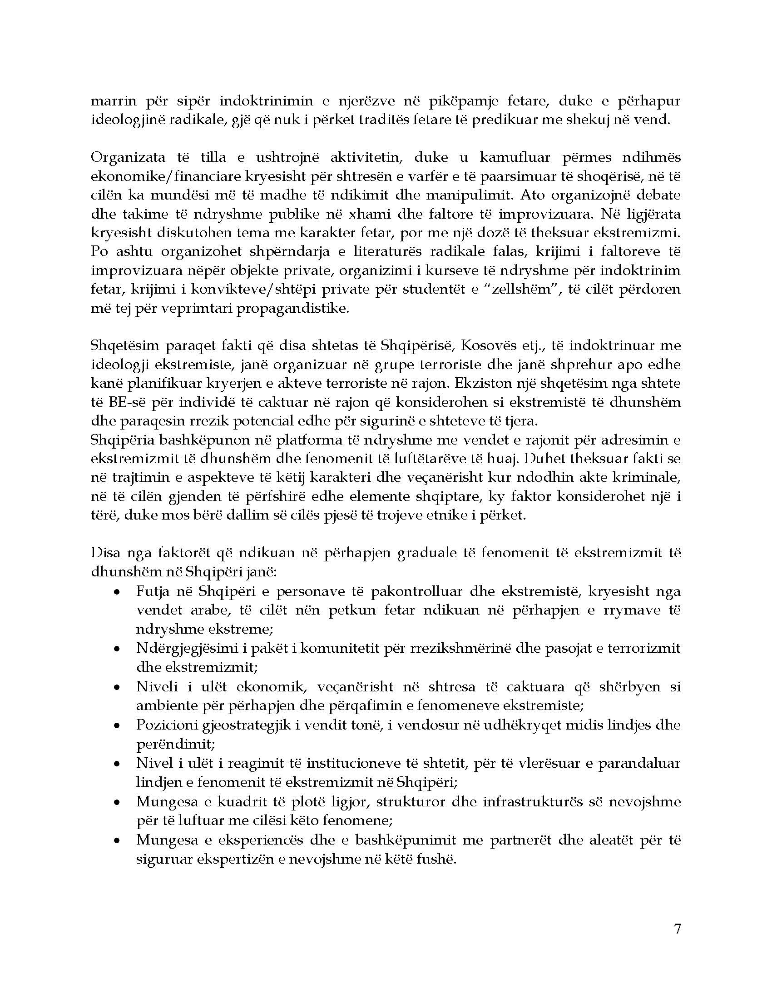 marrin për sipër indoktrinimin e njerëzve në pikëpamje fetare, duke e përhapur
ideologjinë radikale, gjë që nuk i përket traditës fetare të predikuar me shekuj në vend.
Organizata të tilla e ushtrojnë aktivitetin, duke u kamufluar përmes ndihmës
ekonomike/financiare kryesisht për shtresën e varfër e të paarsimuar të shoqërisë, në të
cilën ka mundësi më të madhe të ndikimit dhe manipulimit. Ato organizojnë debate
dhe takime të ndryshme publike në xhami dhe faltore të improvizuara. Në ligjërata
kryesisht diskutohen tema me karakter fetar, por me një dozë të theksuar ekstremizmi.
Po ashtu organizohet shpërndarja e literaturës radikale falas, krijimi i faltoreve të
improvizuara nëpër objekte private, organizimi i kurseve të ndryshme për indoktrinim
fetar, krijimi i konvikteve/shtëpi private për studentët e “zellshëm”, të cilët përdoren
më tej për veprimtari propagandistike.
Shqetësim paraqet fakti që disa shtetas të Shqipërisë, Kosovës etj., të indoktrinuar me
ideologji ekstremiste, janë organizuar në grupe terroriste dhe janë shprehur apo edhe
kanë planifikuar kryerjen e akteve terroriste në rajon. Ekziston një shqetësim nga shtete
të BE-së për individë të caktuar në rajon që konsiderohen si ekstremistë të dhunshëm
dhe paraqesin rrezik potencial edhe për sigurinë e shteteve të tjera.
Shqipëria bashkëpunon në platforma të ndryshme me vendet e rajonit për adresimin e
ekstremizmit të dhunshëm dhe fenomenit të luftëtarëve të huaj. Duhet theksuar fakti se
në trajtimin e aspekteve të këtij karakteri dhe veçanërisht kur ndodhin akte kriminale,
në të cilën gjenden të përfshirë edhe elemente shqiptare, ky faktor konsiderohet një i
tërë, duke mos bërë dallim së cilës pjesë të trojeve etnike i përket.
Disa nga faktorët që ndikuan në përhapjen graduale të fenomenit të ekstremizmit të
dhunshëm në Shqipëri janë:
• Futja në Shqipëri e personave të pakontrolluar dhe ekstremistë, kryesisht nga
vendet arabe, të cilët nën petkun fetar ndikuan në përhapjen e rrymave të
ndryshme ekstreme;
• Ndërgjegjësimi i pakët i komunitetit për rrezikshmërinë dhe pasojat e terrorizmit
dhe ekstremizmit;
• Niveli i ulët ekonomik, veçanërisht në shtresa të caktuara që shërbyen si
ambiente për përhapjen dhe përqafimin e fenomeneve ekstremiste;
• Pozicioni gjeostrategjik i vendit tonë, i vendosur në udhëkryqet midis lindjes dhe
perëndimit;
• Nivel i ulët i reagimit të institucioneve të shtetit, për të vlerësuar e parandaluar
lindjen e fenomenit të ekstremizmit në Shqipëri;
• Mungesa e kuadrit të plotë ligjor, strukturor dhe infrastrukturës së nevojshme
për të luftuar me cilësi këto fenomene;
• Mungesa e eksperiencës dhe e bashkëpunimit me partnerët dhe aleatët për të
siguruar ekspertizën e nevojshme në këtë fushë.
7